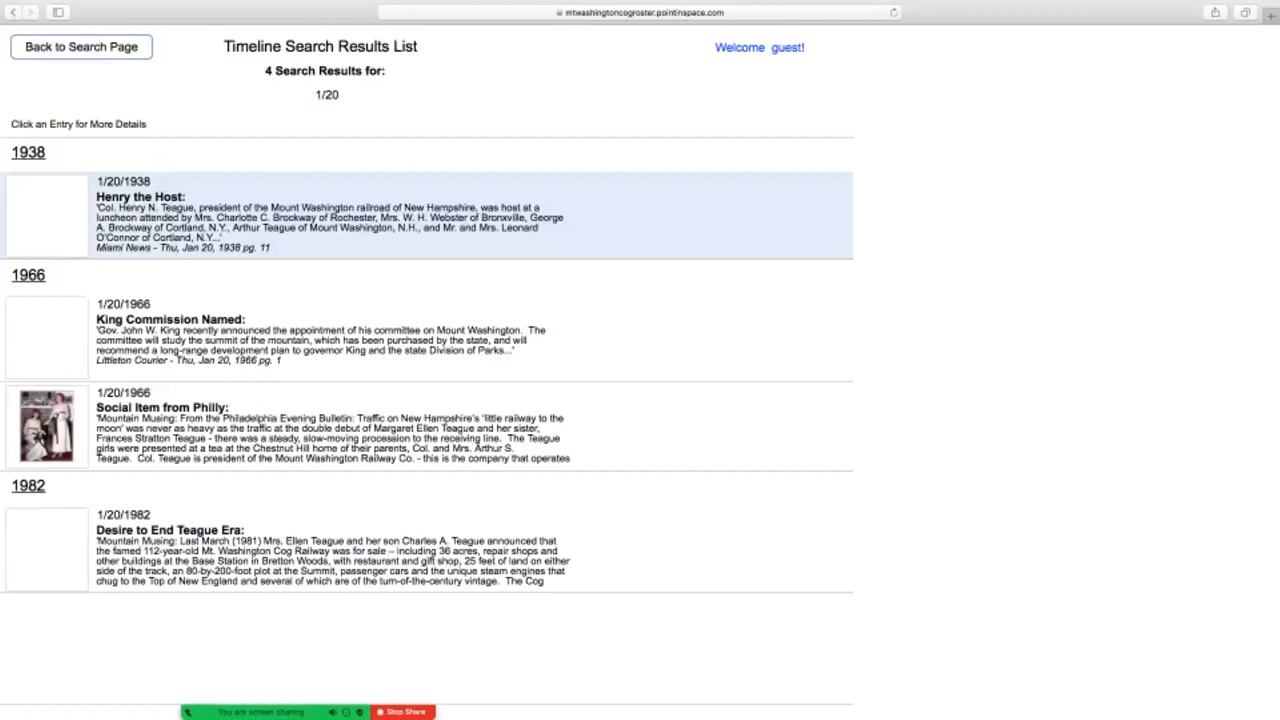 mtwashingtoncogroster.pointinspace.com
Back to Search Page
Timeline Search Results List
Welcome guest!
4 Search Results for:
1/20
Click an Entry for More Details
1938
1/20/1938
Henry the Host:
'Col. Henry N. Teague, president of the Mount Washington railroad of New Hampshire, was host at a
luncheon attended by Mrs. Charlotte C. Brockway of Rochester, Mrs. W. H. Webster of Bronxville, George
A. Brockway of Cortland, N.Y., Arthur Teague of Mount Washington, N.H., and Mr. and Mrs. Leonard
O'Connor of Cortland, N.Y...'
Miami News - Thu, Jan 20, 1938 pg. 11
1966
1/20/1966
King Commission Named:
'Gov. John W. King recently announced the appointment of his committee on Mount Washington. The
committee will study the summit of the mountain, which has been purchased by the state, and will
recommend a long-range development plan to governor King and the state Division of Parks...'
Littleton Courier - Thu, Jan 20, 1966 pg. 1
1/20/1966
Social Item from Philly:
'Mountain Musing: From the Philadelphia Evening Bulletin: Traffic on New Hampshire's 'little railway to the
moon' was never as heavy as the traffic at the double debut of Margaret Ellen Teague and her sister,
Frances Stratton Teague - there was a steady, slow-moving procession to the receiving line. The Teague
girls were presented at a tea at the Chestnut Hill home of their parents, Col. and Mrs. Arthur S.
Teague. Col. Teague is president of the Mount Washington Railway Co. - this is the company that operates
1982
1/20/1982
Desire to End Teague Era:
'Mountain Musing: Last March (1981) Mrs. Ellen Teague and her son Charles A. Teague announced that
the famed 112-year-old Mt. Washington Cog Railway was for sale – including 36 acres, repair shops and
other buildings at the Base Station in Bretton Woods, with restaurant and gift shop, 25 feet of land on either
side of the track, an 80-by-200-foot plot at the Summit, passenger cars and the unique steam engines that
chug to the Top of New England and several of which are of the turn-of-the-century vintage. The Cog
You are screen sharing
Stop Share